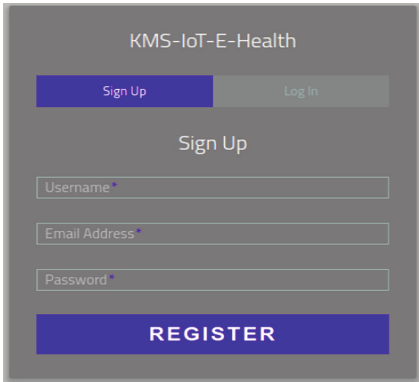 KMS-IoT-E-Health
Sign Up Log In
Sign Up
Username*
Email Address*
Password*
REGISTER